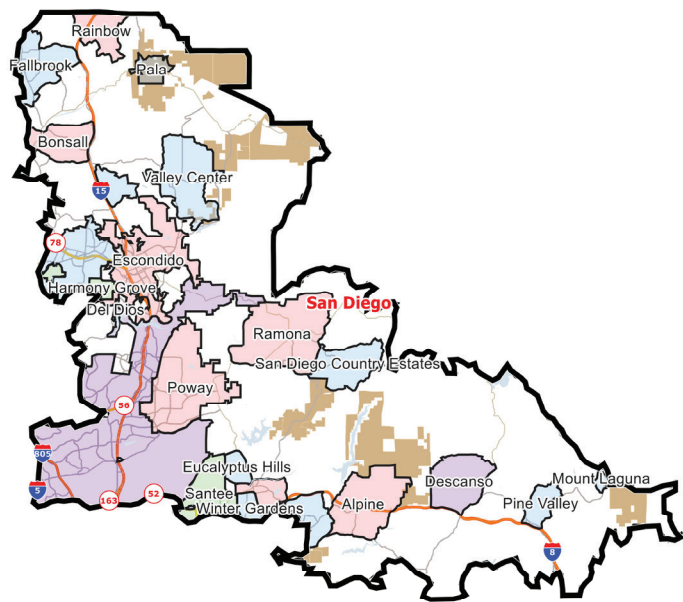 Rainbow
Fallbrook
Pala
Bonsall
Valley Center
15
78
Escondido
Harmony Grove
Del Dios
San Diego
Ramona
San Diego Country Estates
Poway
56
805
Eucalyptus Hills
5
163
52
Santee
Winter Gardens
Alpine
Descanso
Mount Laguna
Pine Valley
8